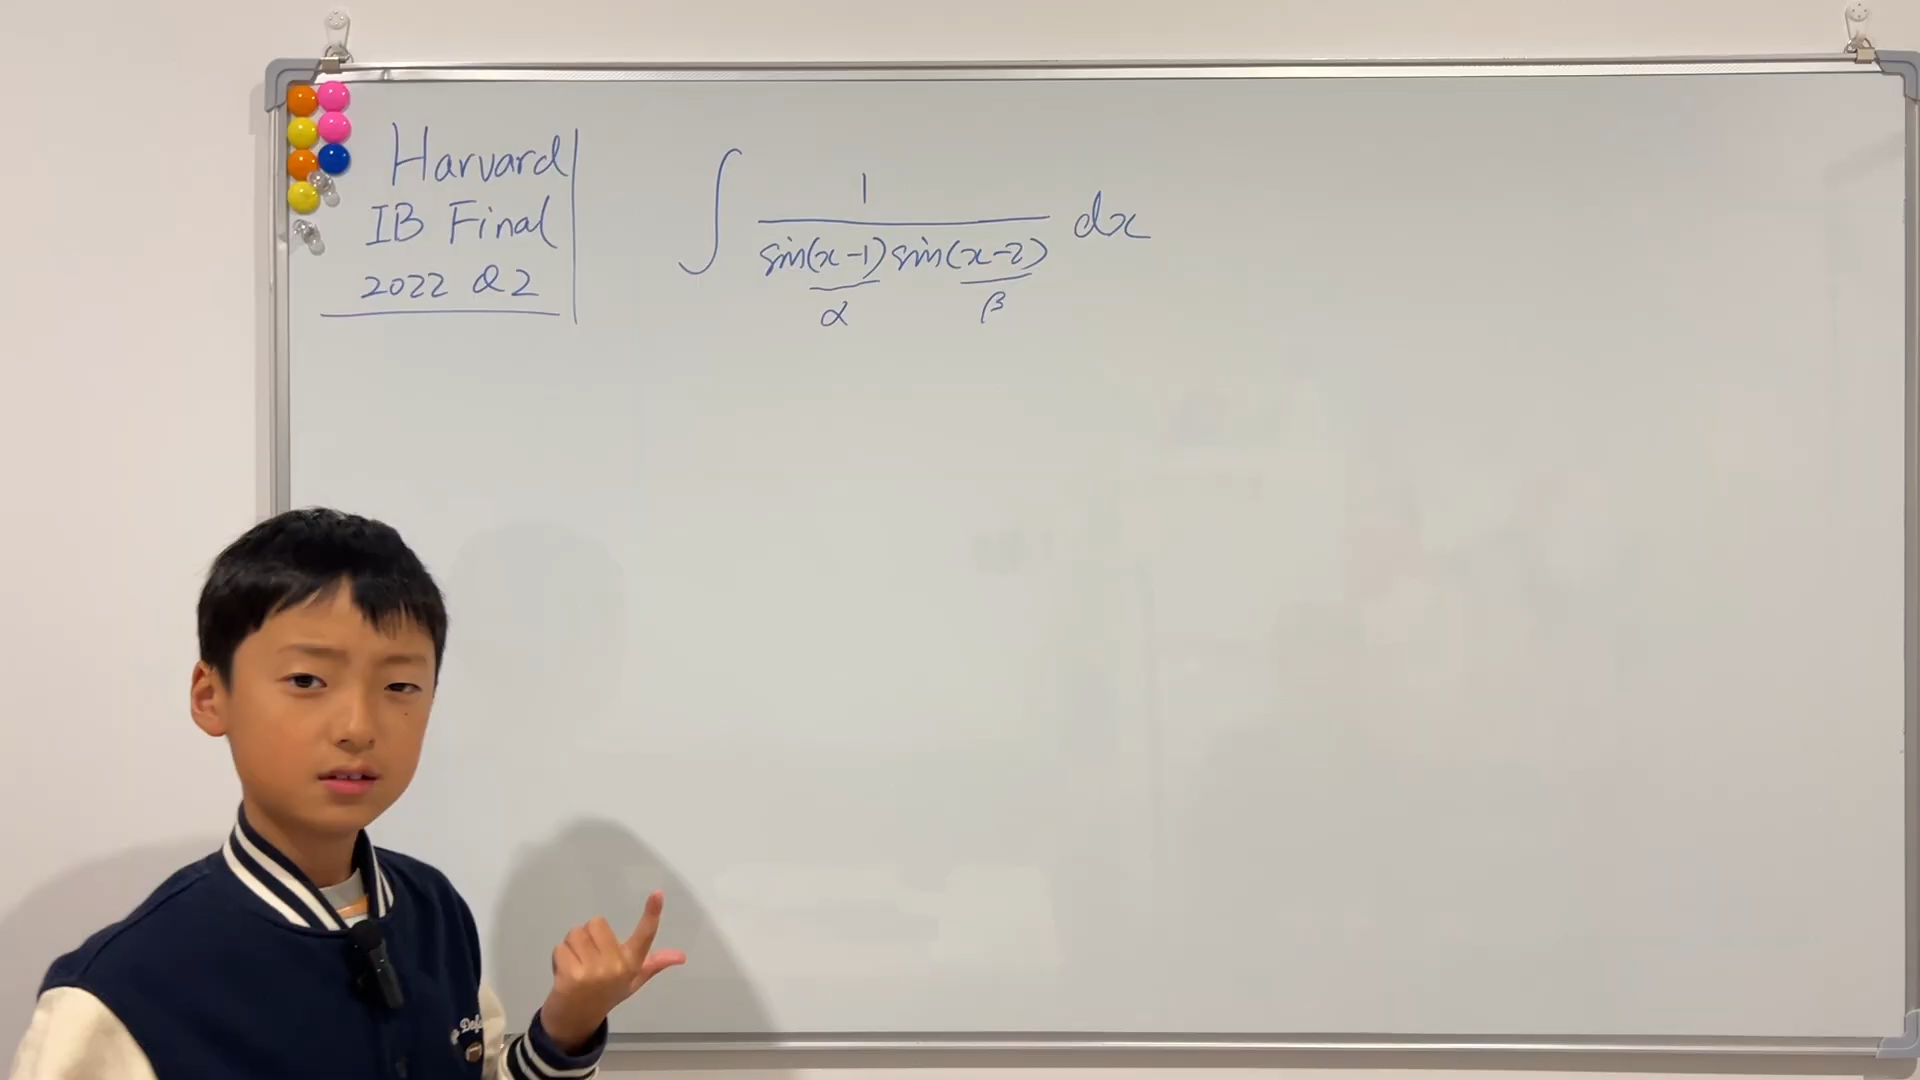 Harvard
IB Final
2022 Q2
∫ 1 / sin(x-1) sin(x-2) dx
α β